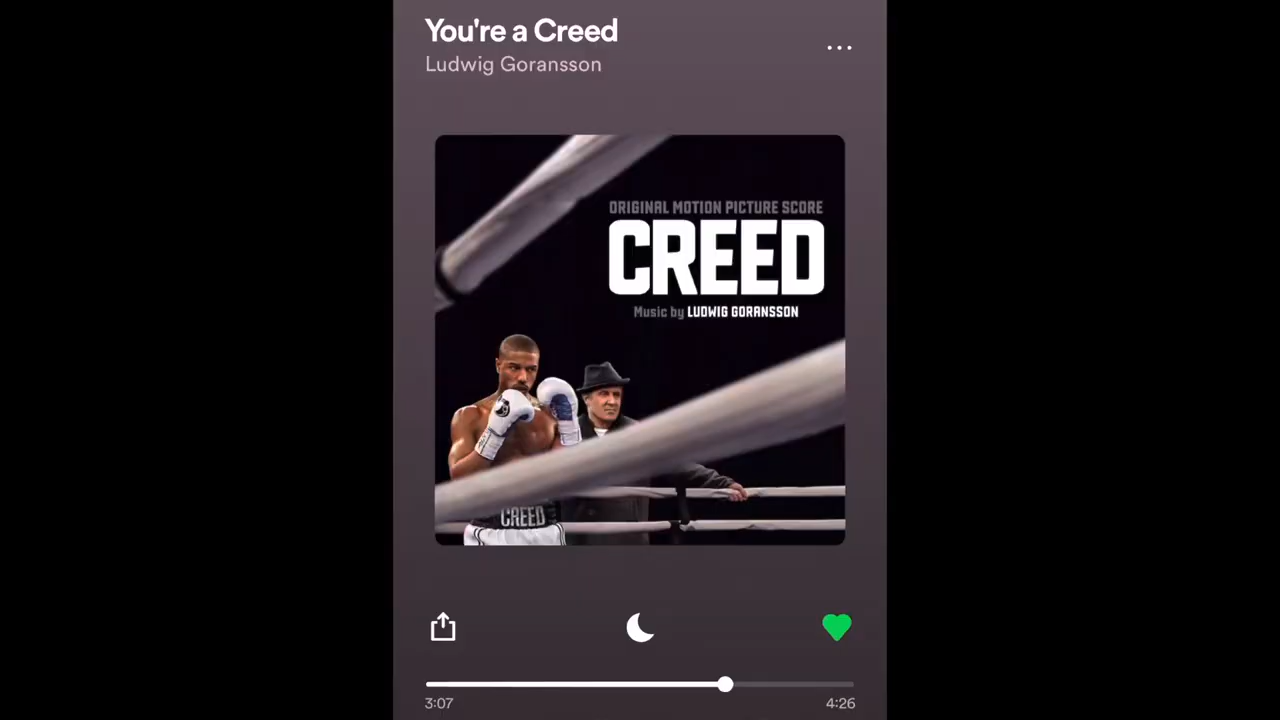 You're a Creed
Ludwig Goransson
ORIGINAL MOTION PICTURE SCORE
CREED
Music by LUDWIG GORANSSON
CREED
3:07
4:26